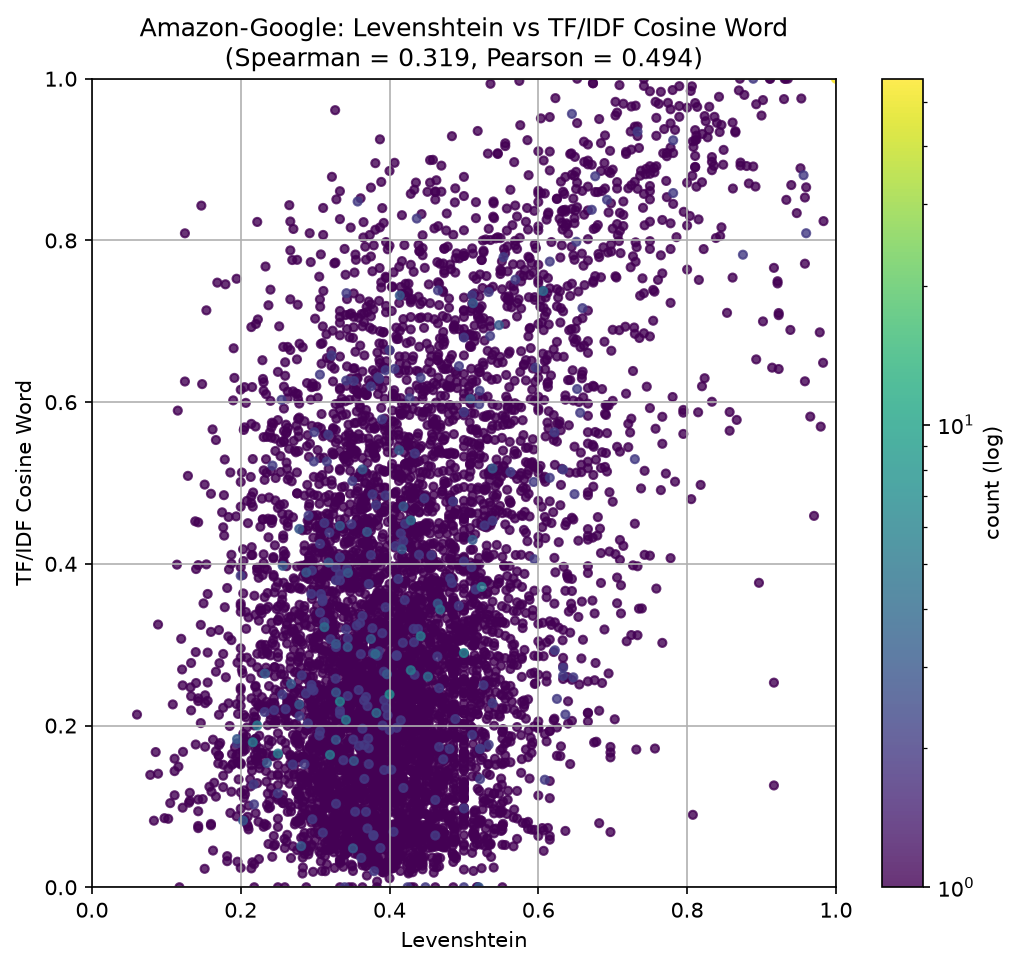 Amazon-Google: Levenshtein vs TF/IDF Cosine Word
(Spearman = 0.319, Pearson = 0.494)
1.0
0.8
0.6
0.4
0.2
0.0
TF/IDF Cosine Word
0.0 0.2 0.4 0.6 0.8 1.0
Levenshtein
10¹
10⁰
count (log)